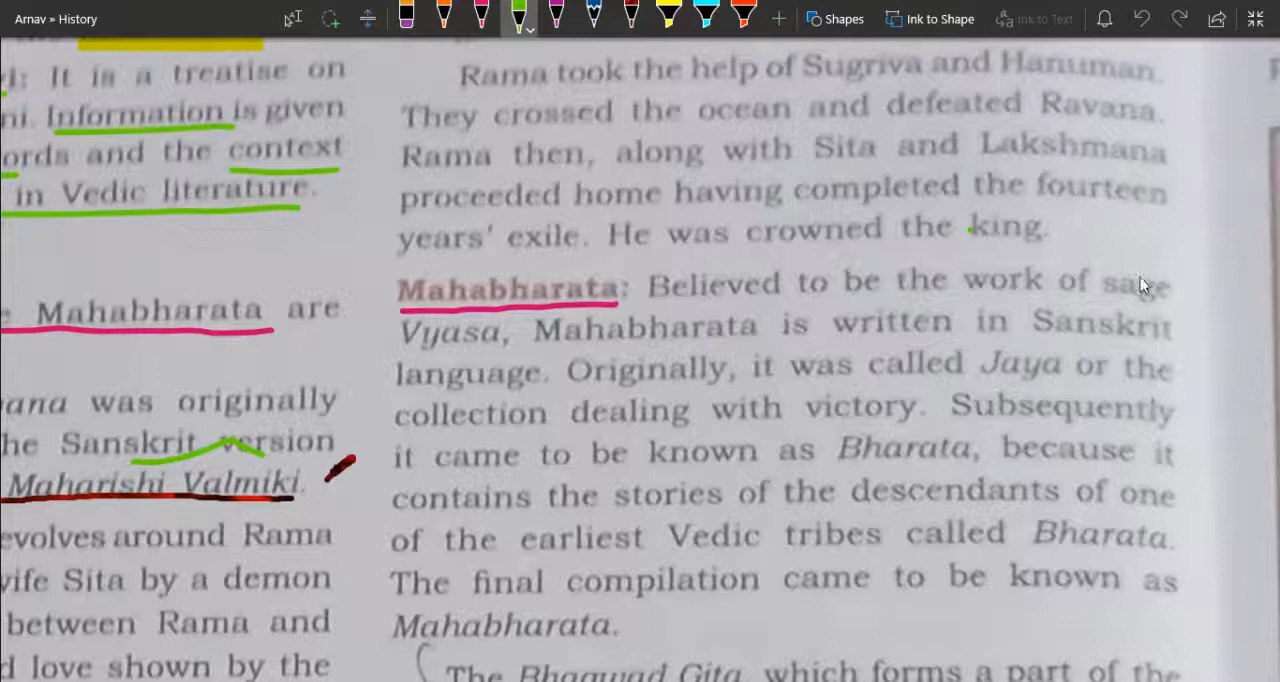 Arnav » History
Shapes
Ink to Shape
Ink to Text
It is a treatise on
ni. Information is given
ords and the context
in Vedic literature.
Mahabharata are
ana was originally
he Sanskrit version
Maharishi Valmiki.
evolves around Rama
wife Sita by a demon
between Rama and
d love shown by the
Rama took the help of Sugriva and Hanuman.
They crossed the ocean and defeated Ravana.
Rama then, along with Sita and Lakshmana
proceeded home having completed the fourteen
years' exile. He was crowned the king.
Mahabharata: Believed to be the work of sage
Vyasa, Mahabharata is written in Sanskrit
language. Originally, it was called Jaya or the
collection dealing with victory. Subsequently
it came to be known as Bharata, because it
contains the stories of the descendants of one
of the earliest Vedic tribes called Bharata.
The final compilation came to be known as
Mahabharata.
The Bhagwad Gita, which forms a part of the